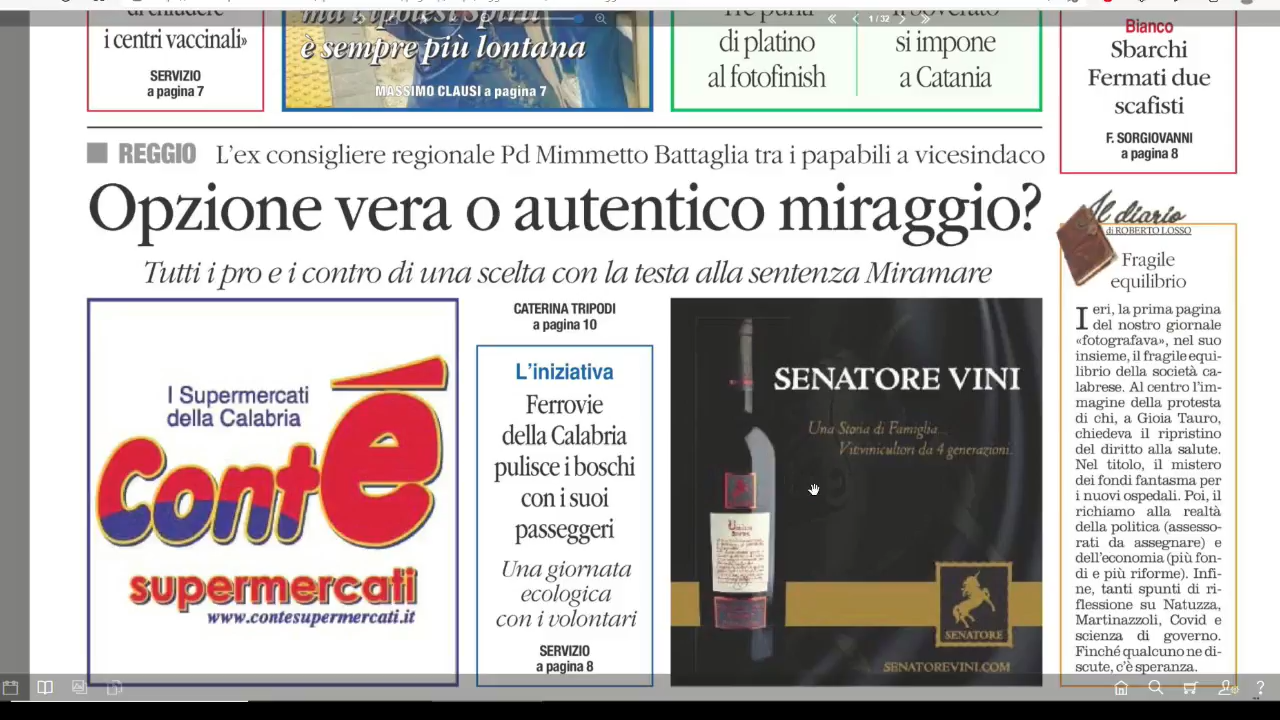 di chiudere
i centri vaccinali»
SERVIZIO
a pagina 7
è sempre più lontana
MASSIMO CLAUSI a pagina 7
Tre punti
di platino
al fotofinish
si impone
a Catania
1 / 32
Bianco
Sbarchi
Fermati due
scafisti
F. SORGIOVANNI
a pagina 8
REGGIO L'ex consigliere regionale Pd Mimmetto Battaglia tra i papabili a vicesindaco
Opzione vera o autentico miraggio?
Tutti i pro e i contro di una scelta con la testa alla sentenza Miramare
I Supermercati
della Calabria
Conté
supermercati
www.contesupermercati.it
CATERINA TRIPODI
a pagina 10
L'iniziativa
Ferrovie
della Calabria
pulisce i boschi
con i suoi
passeggeri
Una giornata
ecologica
con i volontari
SERVIZIO
a pagina 8
SENATORE VINI
Una Storia di Famiglia...
Vitivinicultori da 4 generazioni.
SENATORE
SENATOREVINI.COM
Il diario
di ROBERTO LOSSO
Fragile
equilibrio
Ieri, la prima pagina
del nostro giornale
«fotografava», nel suo
insieme, il fragile equi-
librio della società ca-
labrese. Al centro l'im-
magine della protesta
di chi, a Gioia Tauro,
chiedeva il ripristino
del diritto alla salute.
Nel titolo, il mistero
dei fondi fantasma per
i nuovi ospedali. Poi, il
richiamo alla realtà
della politica (assesso-
rati da assegnare) e
dell'economia (più fon-
di e più riforme). Infi-
ne, tanti spunti di ri-
flessione su Natuzza,
Martinazzoli, Covid e
scienza di governo.
Finché qualcuno ne di-
scute, c'è speranza.